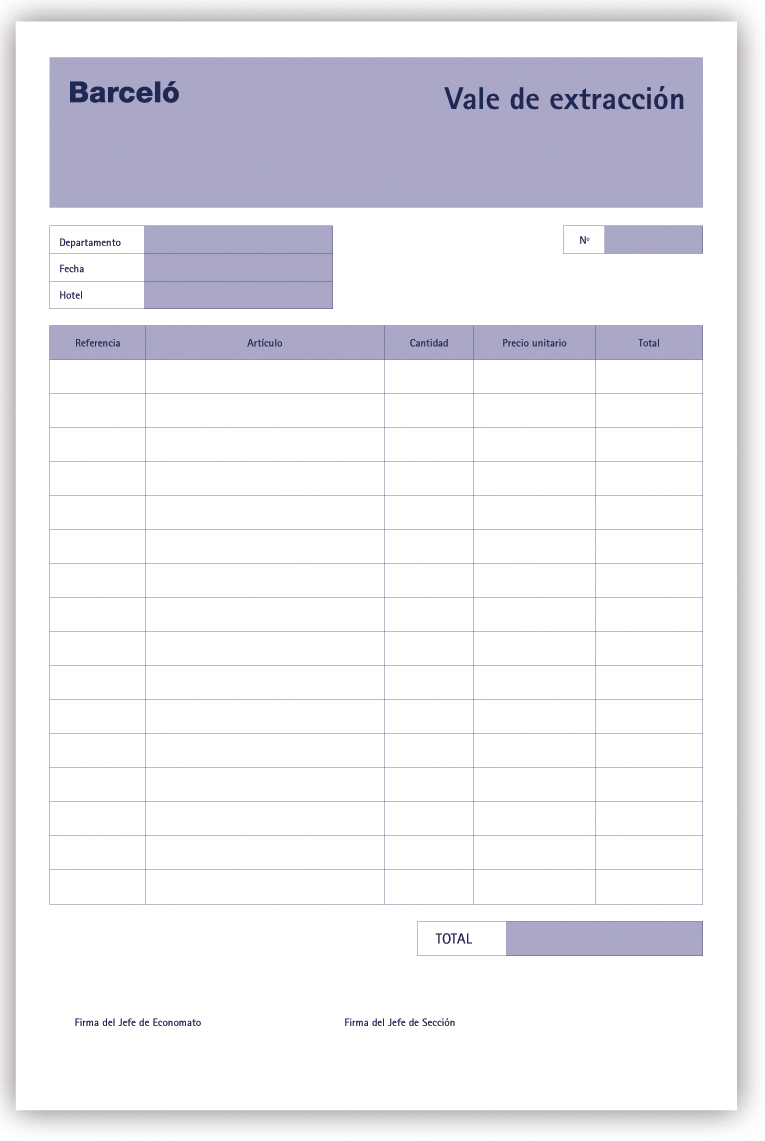 Barceló
Vale de extracción
Departamento
Nº
Fecha
Hotel
Referencia Artículo Cantidad Precio unitario Total
TOTAL
Firma del Jefe de Economato Firma del Jefe de Sección